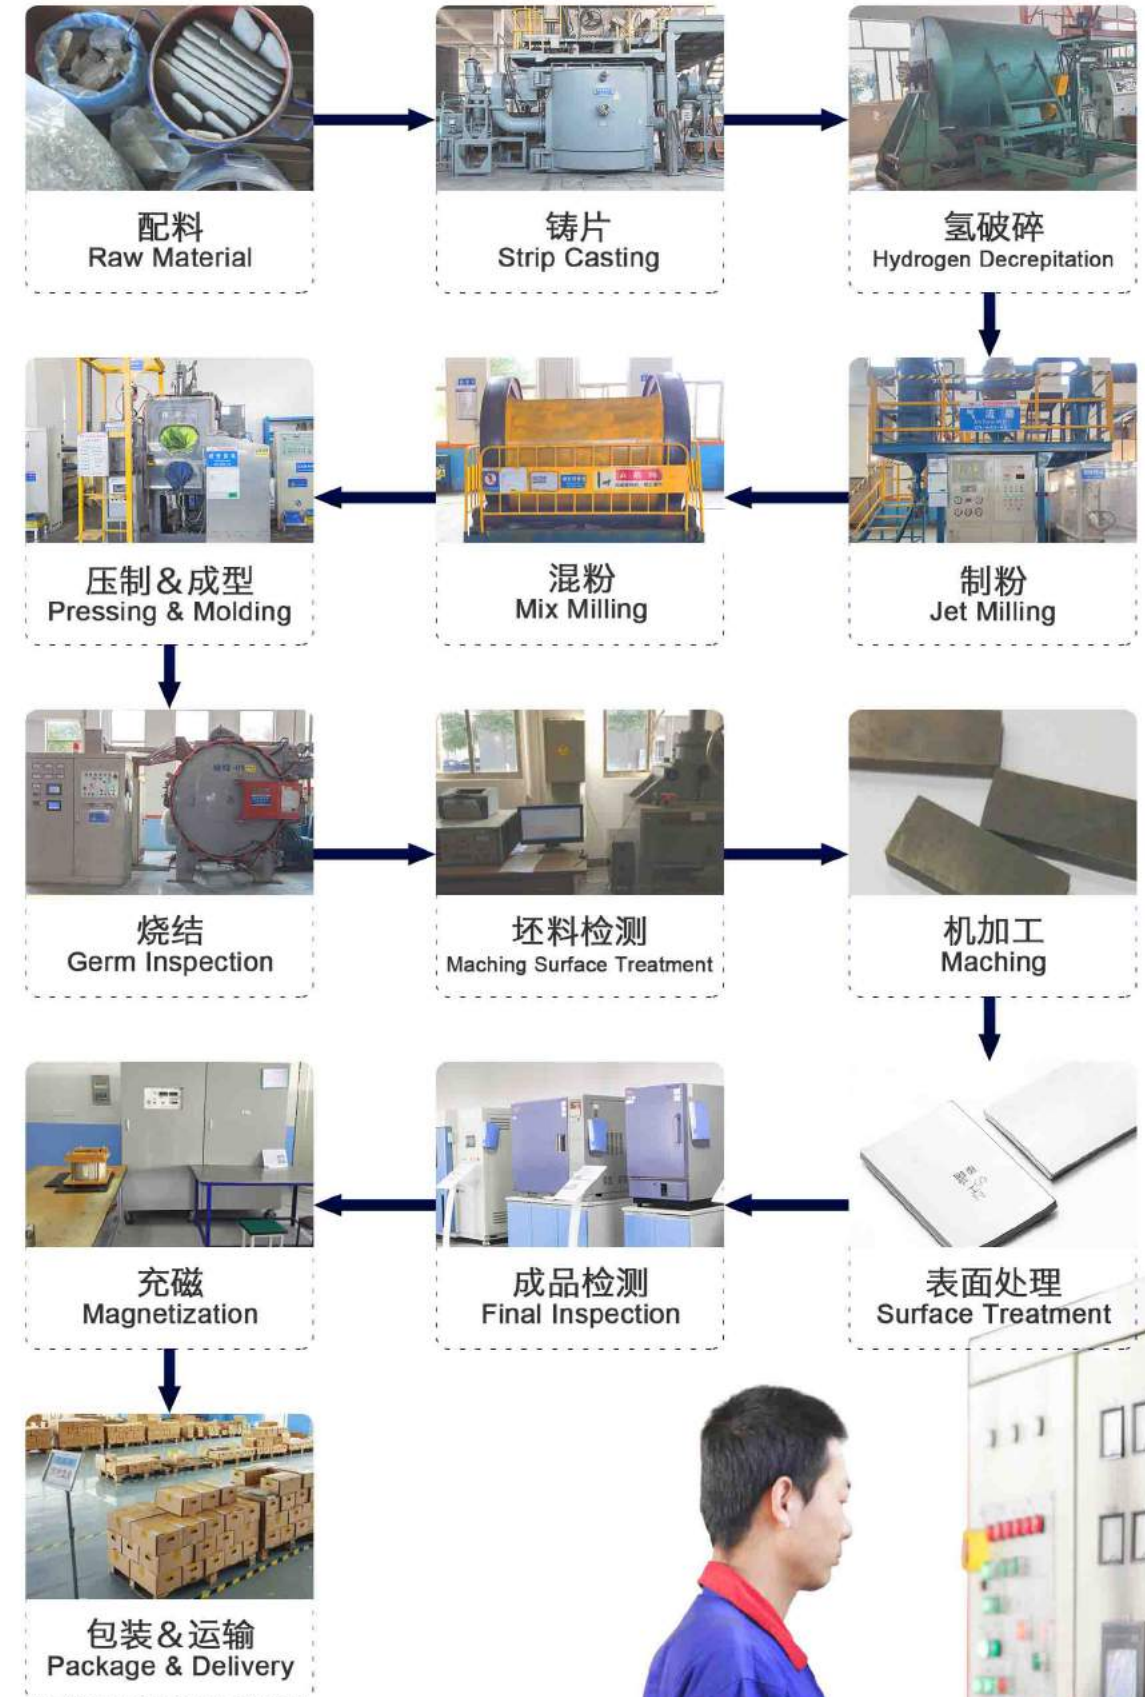 配料
Raw Material
铸片
Strip Casting
氢破碎
Hydrogen Decrepitation
制粉
Jet Milling
混粉
Mix Milling
压制&成型
Pressing & Molding
烧结
Germ Inspection
坯料检测
Maching Surface Treatment
机加工
Maching
表面处理
Surface Treatment
成品检测
Final Inspection
充磁
Magnetization
包装&运输
Package & Delivery